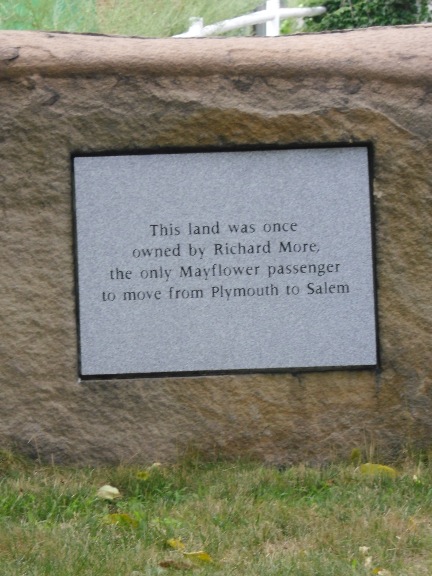 This land was once
owned by Richard More,
the only Mayflower passenger
to move from Plymouth to Salem